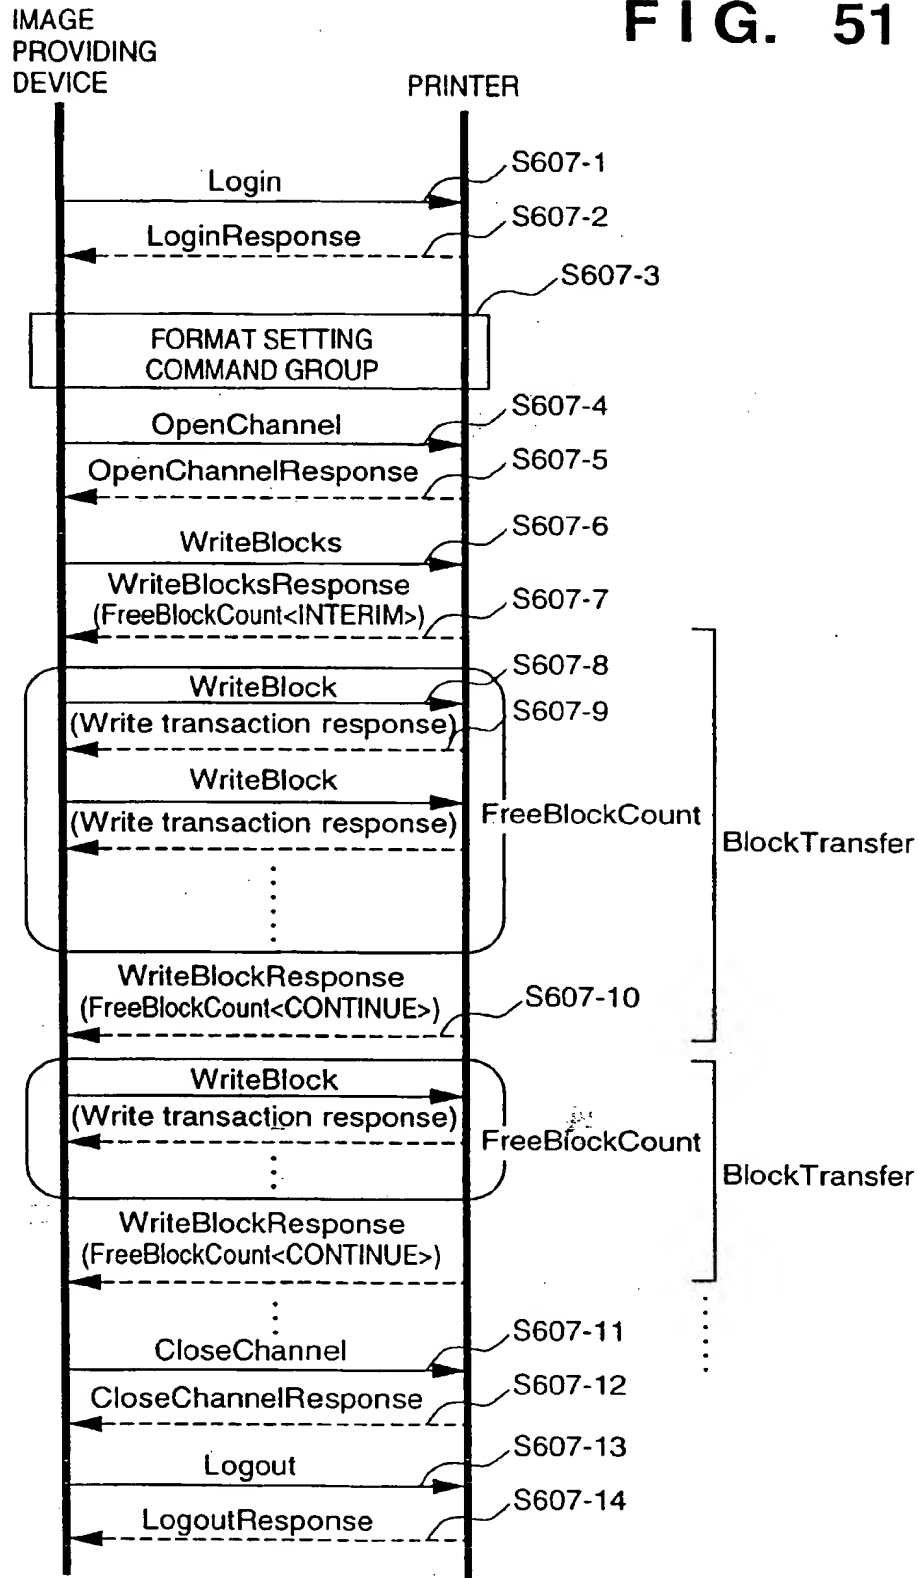 FIG. 51
IMAGE
PROVIDING
DEVICE
PRINTER
Login
S607-1
LoginResponse
S607-2
S607-3
FORMAT SETTING
COMMAND GROUP
OpenChannel
S607-4
OpenChannelResponse
S607-5
WriteBlocks
S607-6
WriteBlocksResponse
(FreeBlockCount<INTERIM>)
S607-7
WriteBlock
S607-8
(Write transaction response)
S607-9
WriteBlock
(Write transaction response)
FreeBlockCount
BlockTransfer
WriteBlockResponse
(FreeBlockCount<CONTINUE>)
S607-10
WriteBlock
(Write transaction response)
FreeBlockCount
BlockTransfer
WriteBlockResponse
(FreeBlockCount<CONTINUE>)
CloseChannel
S607-11
CloseChannelResponse
S607-12
Logout
S607-13
LogoutResponse
S607-14